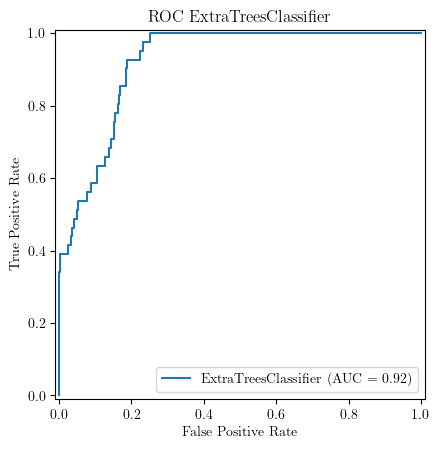 ROC ExtraTreesClassifier
True Positive Rate
1.0
0.8
0.6
0.4
0.2
0.0
ExtraTreesClassifier (AUC = 0.92)
0.0 0.2 0.4 0.6 0.8 1.0
False Positive Rate